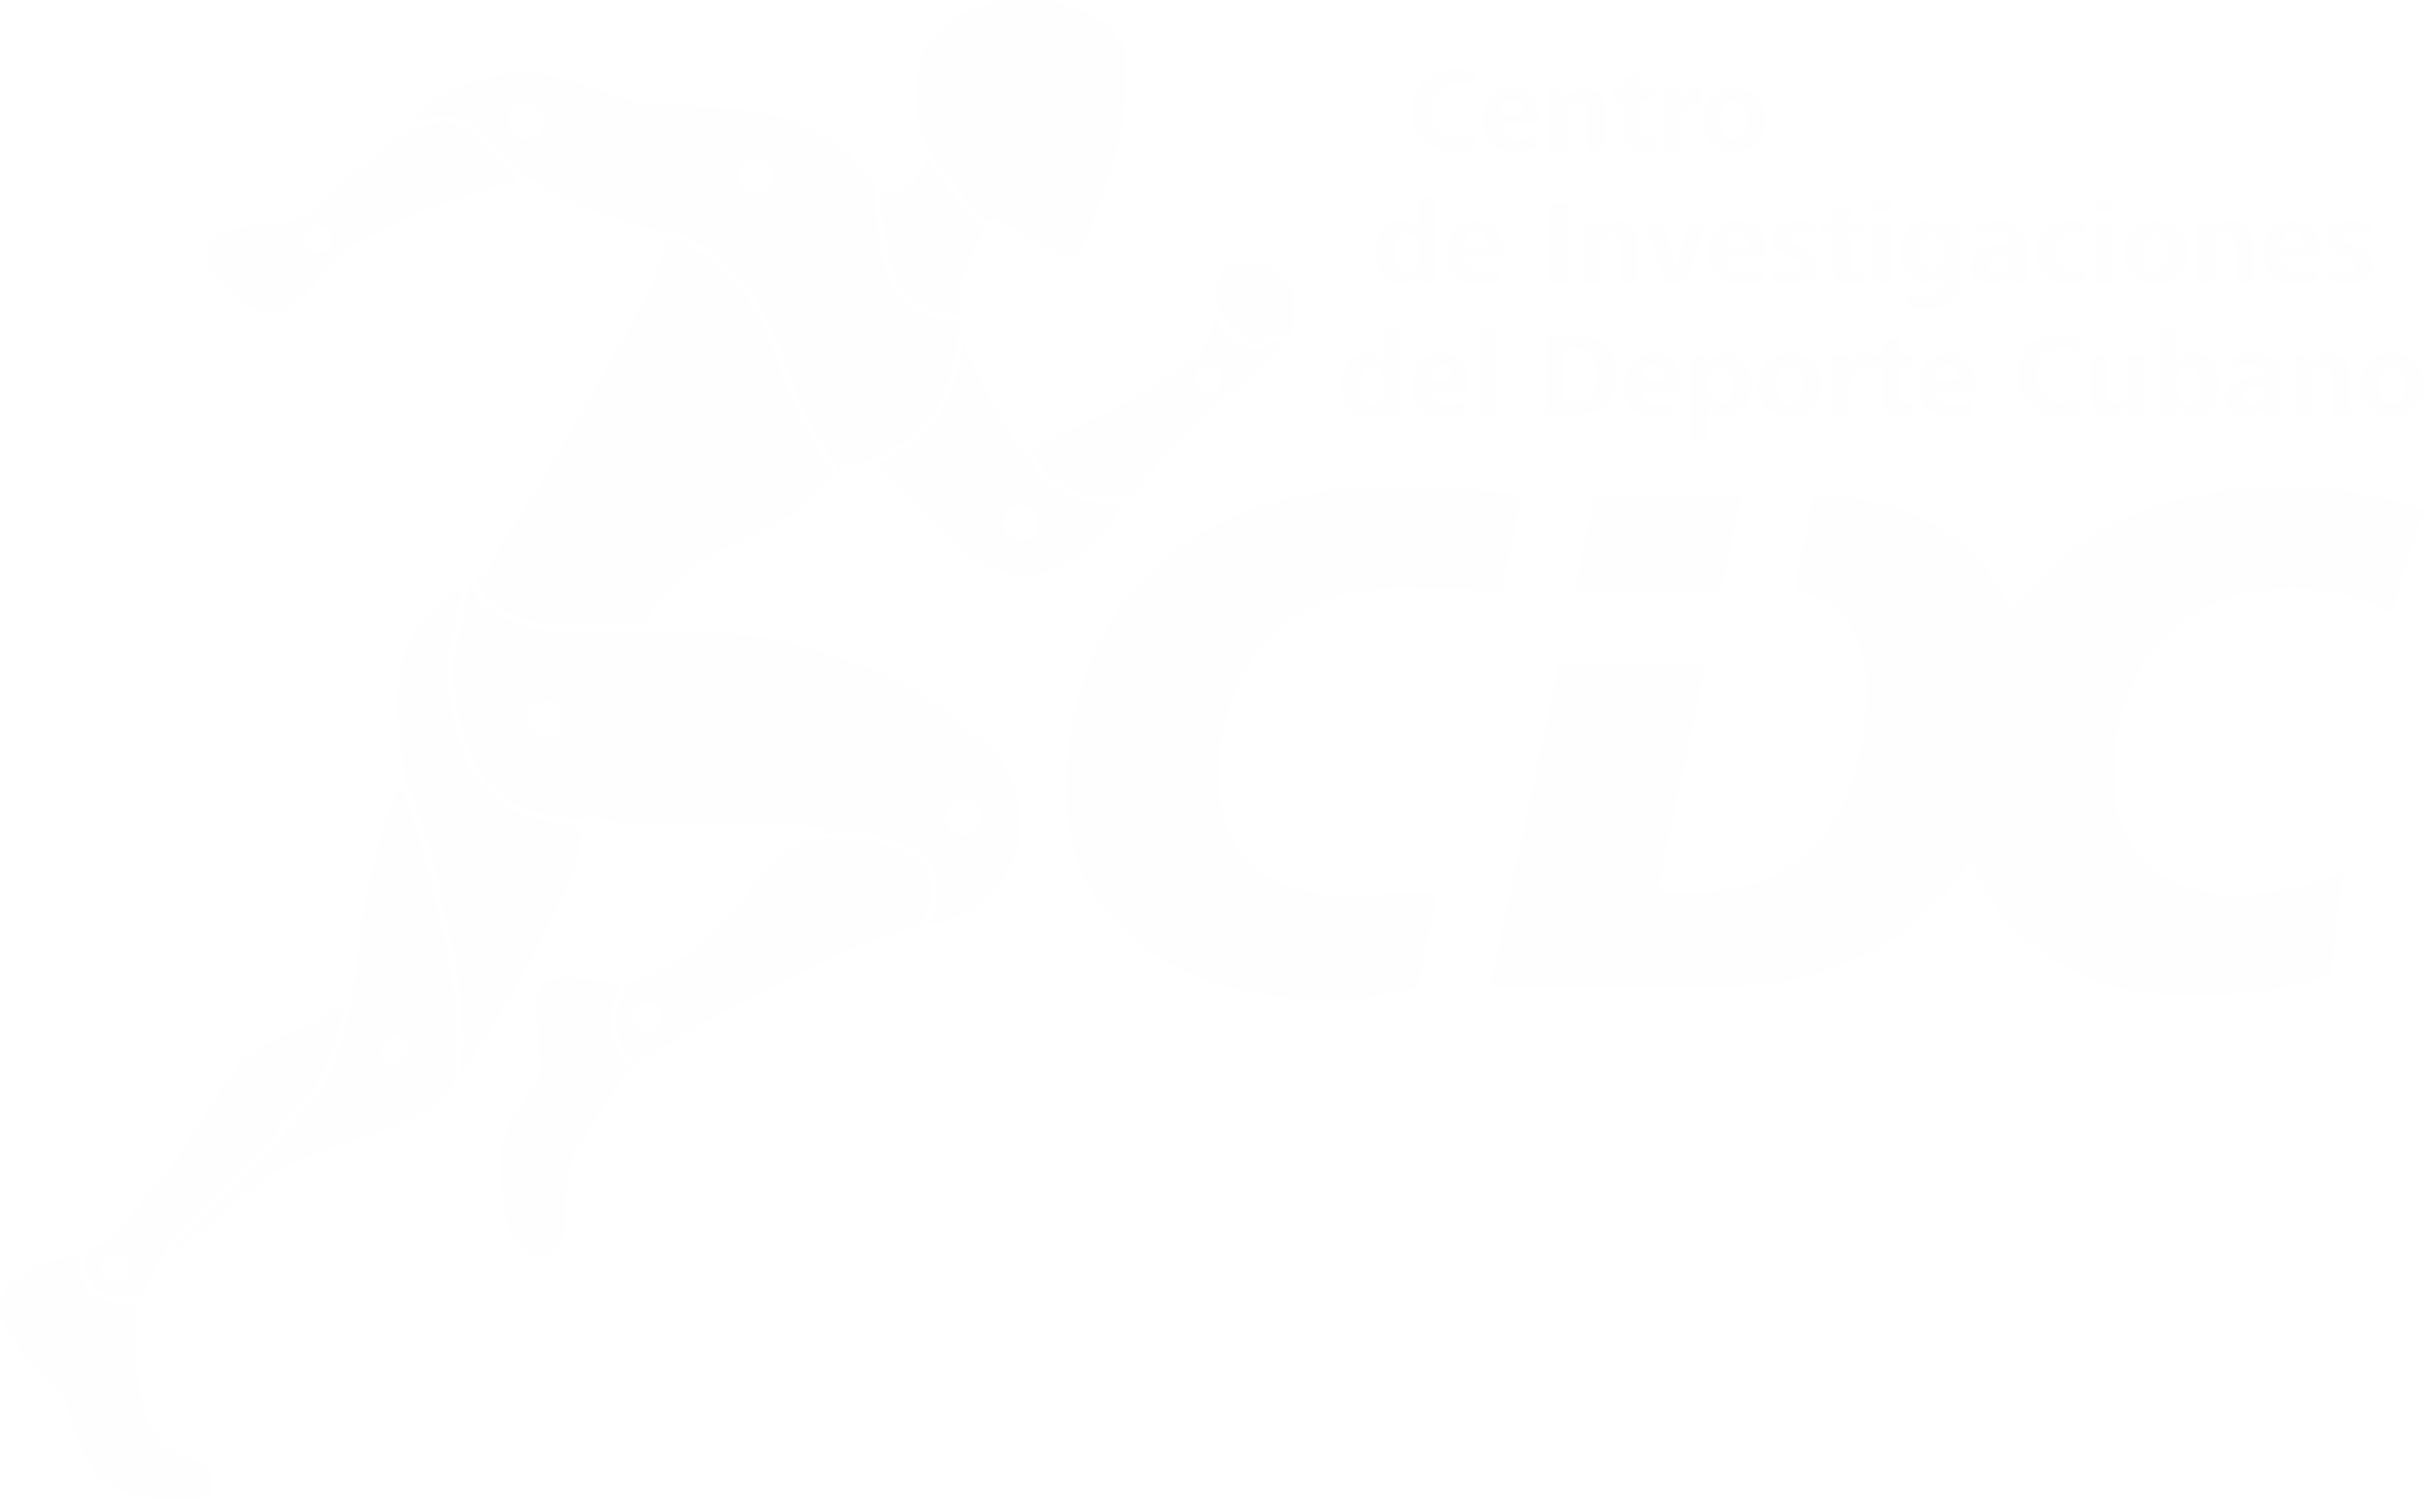 Centro
de Investigaciones
del Deporte Cubano
CIDC